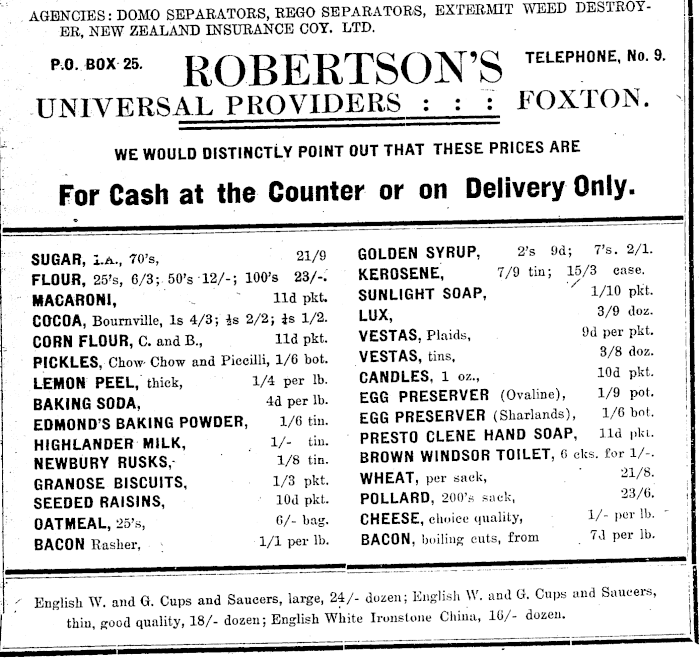 AGENCIES: DOMO SEPARATORS, REGO SEPARATORS, EXTERMIT WEED DESTROY-
ER, NEW ZEALAND INSURANCE COY. LTD.
P.O. BOX 25. ROBERTSON'S TELEPHONE, No. 9.
UNIVERSAL PROVIDERS : : : FOXTON.
WE WOULD DISTINCTLY POINT OUT THAT THESE PRICES ARE
For Cash at the Counter or on Delivery Only.
SUGAR, 1.A., 70's, 21/9
FLOUR, 25's, 6/3; 50's 12/-; 100's 23/-.
MACARONI, 11d pkt.
COCOA, Bournville, 1s 4/3; ½s 2/2; ¼s 1/2.
CORN FLOUR, C. and B., 11d pkt.
PICKLES, Chow Chow and Piccilli, 1/6 bot.
LEMON PEEL, thick, 1/4 per lb.
BAKING SODA, 4d per lb.
EDMOND'S BAKING POWDER, 1/6 tin.
HIGHLANDER MILK, 1/- tin.
NEWBURY RUSKS, 1/8 tin.
GRANOSE BISCUITS, 1/3 pkt.
SEEDED RAISINS, 10d pkt.
OATMEAL, 25's, 6/- bag.
BACON Rasher, 1/1 per lb.
GOLDEN SYRUP, 2's 9d; 7's. 2/1.
KEROSENE, 7/9 tin; 15/3 case.
SUNLIGHT SOAP, 1/10 pkt.
LUX, 3/9 doz.
VESTAS, Plaids, 9d per pkt.
VESTAS, tins, 3/8 doz.
CANDLES, 1 oz., 10d pkt.
EGG PRESERVER (Ovaline), 1/9 pot.
EGG PRESERVER (Sharlands), 1/6 bot.
PRESTO CLENE HAND SOAP, 11d pkt.
BROWN WINDSOR TOILET, 6 cks. for 1/-.
WHEAT, per sack, 21/8.
POLLARD, 200's sack, 23/6.
CHEESE, choice quality, 1/- per lb.
BACON, boiling cuts, from 7d per lb.
English W. and G. Cups and Saucers, large, 24/- dozen; English W. and G. Cups and Saucers,
thin, good quality, 18/- dozen; English White Ironstone China, 16/- dozen.